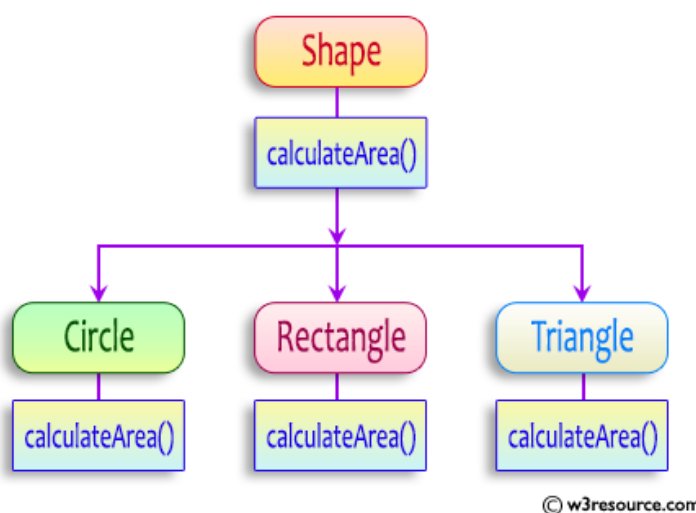 Shape
calculateArea()
Circle
Rectangle
Triangle
calculateArea()
calculateArea()
calculateArea()
© w3resource.com